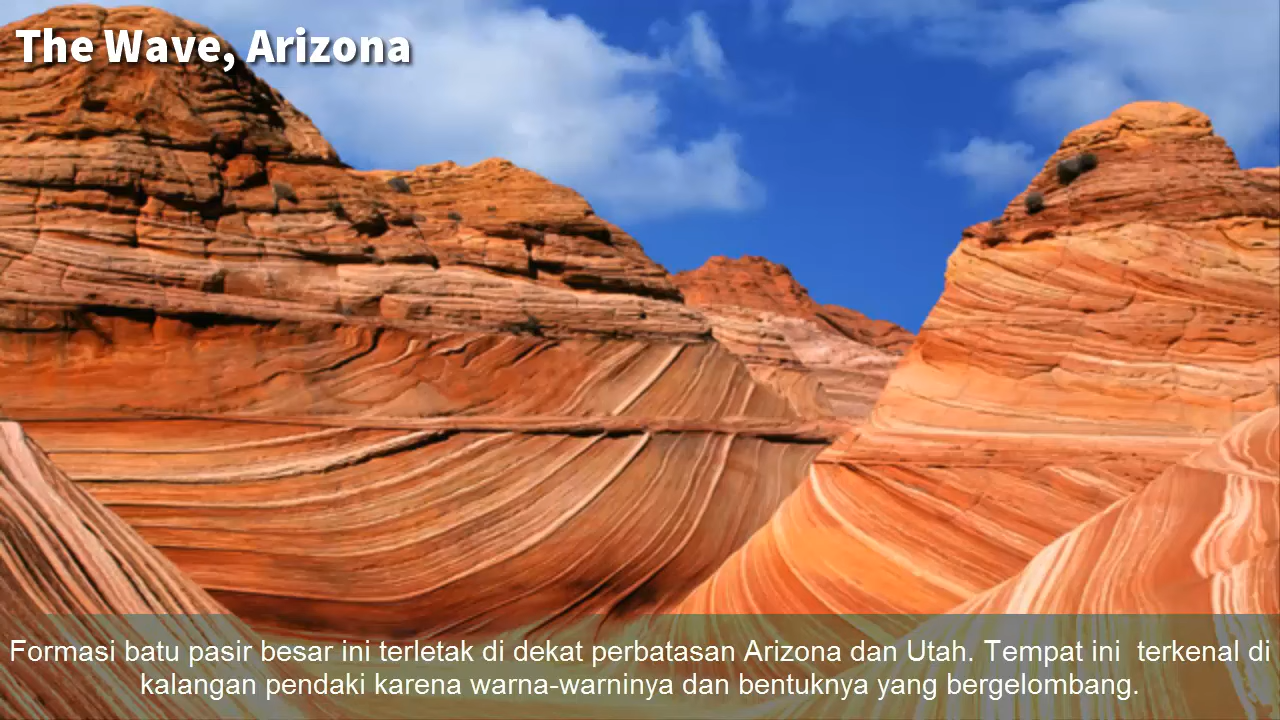 The Wave, Arizona
Formasi batu pasir besar ini terletak di dekat perbatasan Arizona dan Utah. Tempat ini  terkenal di
kalangan pendaki karena warna-warninya dan bentuknya yang bergelombang.